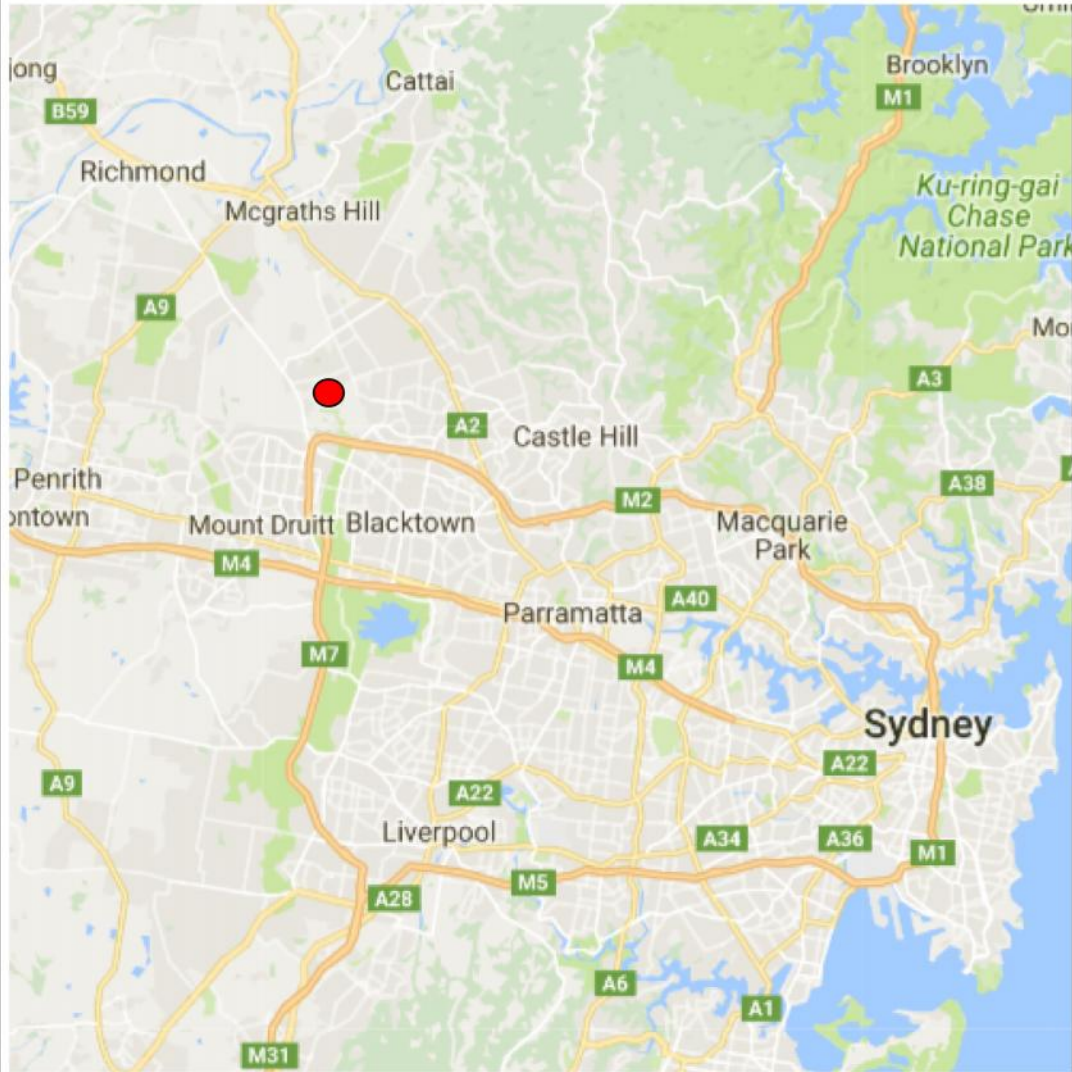 jong
Cattai
Brooklyn
B59
M1
Richmond
Ku-ring-gai
Chase
National Park
Mcgraths Hill
A9
A3
A2
Castle Hill
Penrith
ontown
A38
M2
Mount Druitt
Blacktown
Macquarie
Park
M4
A40
Parramatta
M7
M4
Sydney
A9
A22
A22
Liverpool
A34
A36
M1
M5
A28
A6
A1
M31